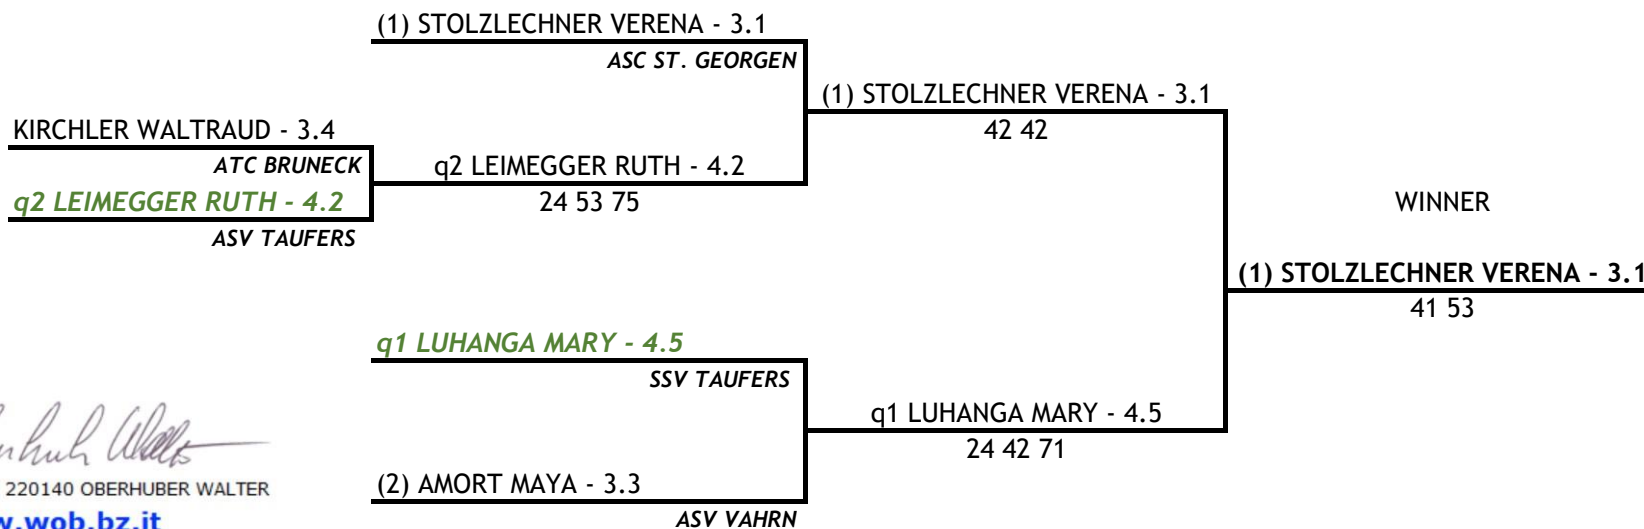 (1) STOLZLECHNER VERENA - 3.1
ASC ST. GEORGEN
(1) STOLZLECHNER VERENA - 3.1
42 42
KIRCHLER WALTRAUD - 3.4
ATC BRUNECK
q2 LEIMEGGER RUTH - 4.2
24 53 75
q2 LEIMEGGER RUTH - 4.2
ASV TAUFERS
WINNER
(1) STOLZLECHNER VERENA - 3.1
41 53
q1 LUHANGA MARY - 4.5
SSV TAUFERS
q1 LUHANGA MARY - 4.5
24 42 71
(2) AMORT MAYA - 3.3
ASV VAHRN
220140 OBERHUBER WALTER
w.wob.bz.it